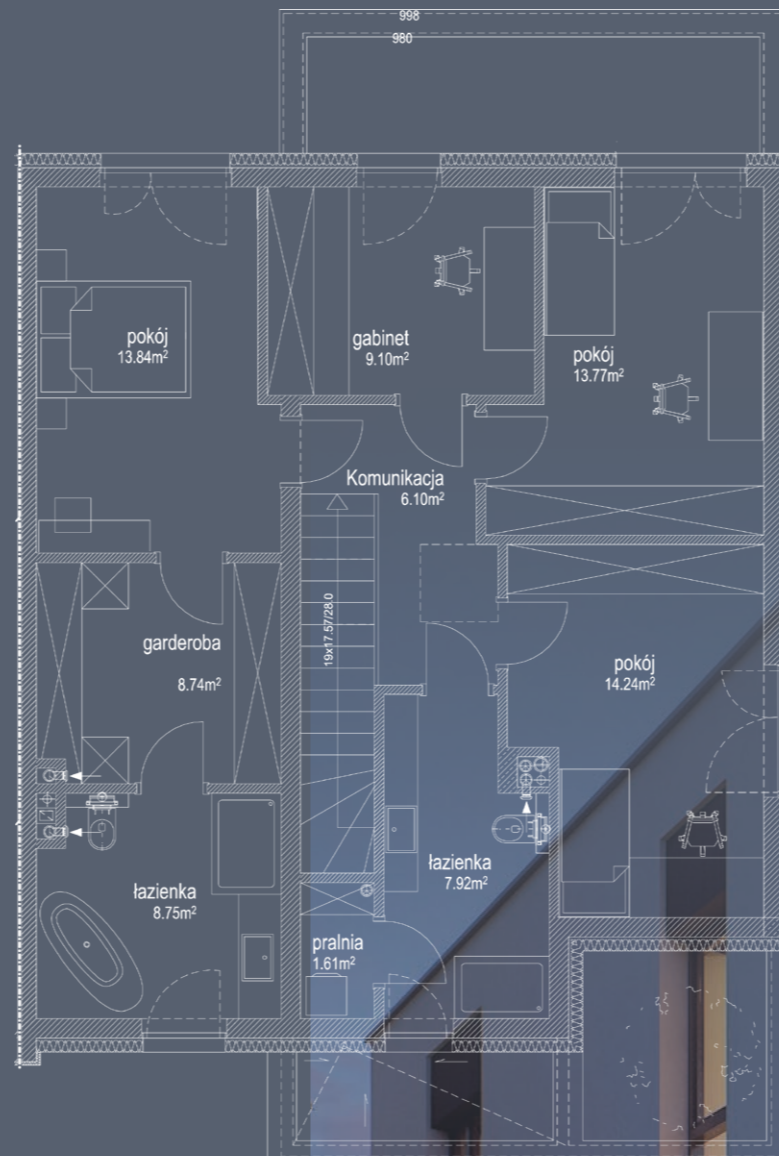 998
980
pokój
13.84m²
gabinet
9.10m²
pokój
13.77m²
Komunikacja
6.10m²
19x17.57/28.0
garderoba
8.74m²
pokój
14.24m²
łazienka
8.75m²
łazienka
7.92m²
pralnia
1.61m²